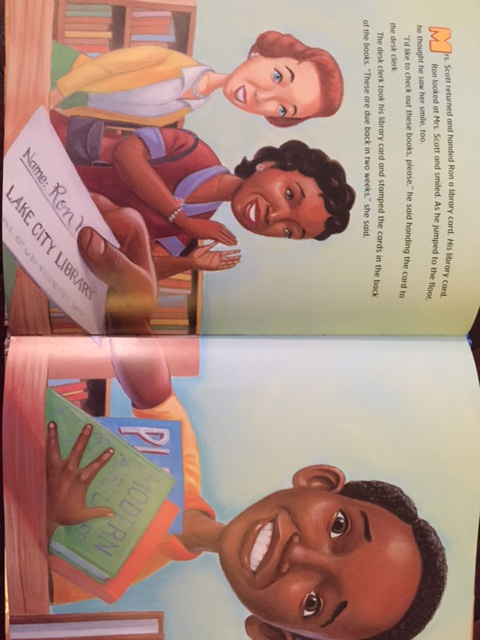 Mrs. Scott returned and handed Ron a library card. His library card.
Ron looked at Mrs. Scott and smiled. As he jumped to the floor,
he thought he saw her smile, too.
"I'd like to check out these books, please," he said handing the card to
the desk clerk.
The desk clerk took his library card and stamped the cards in the back
of the books. "These are due back in two weeks," she said.
Name: Ron
LAKE CITY LIBRARY
MODERN